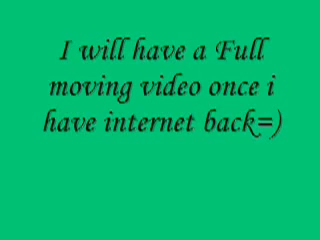 I will have a Full
moving video once i
have internet back=)